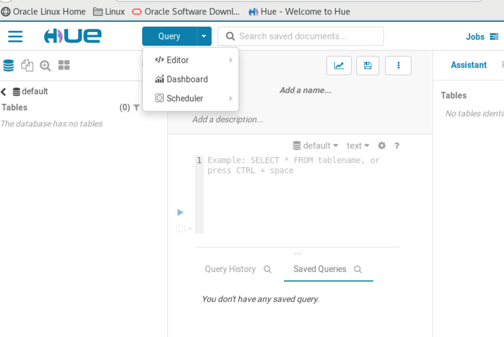 Oracle Linux Home Linux Oracle Software Downl... Hue - Welcome to Hue
HUE Query Search saved documents... Jobs
Editor
Dashboard
Scheduler
Assistant
default
Tables (0)
The database has no tables
Add a name...
Add a description...
Tables
No tables identi
default text ?
1 Example: SELECT * FROM tablename, or
press CTRL + space
Query History Saved Queries
You don't have any saved query.